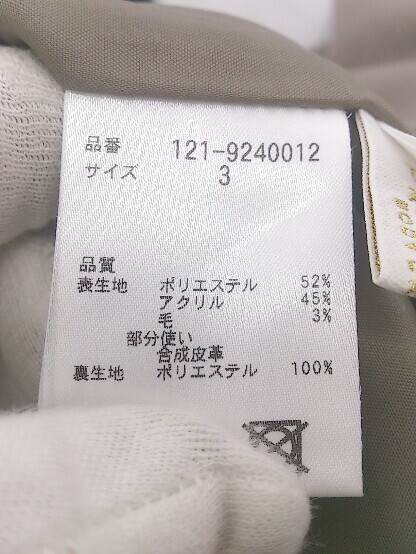 品番 121-9240012
サイズ 3
品質
表生地 ポリエステル 52%
アクリル 45%
毛 3%
部分使い
合成皮革
裏生地 ポリエステル 100%